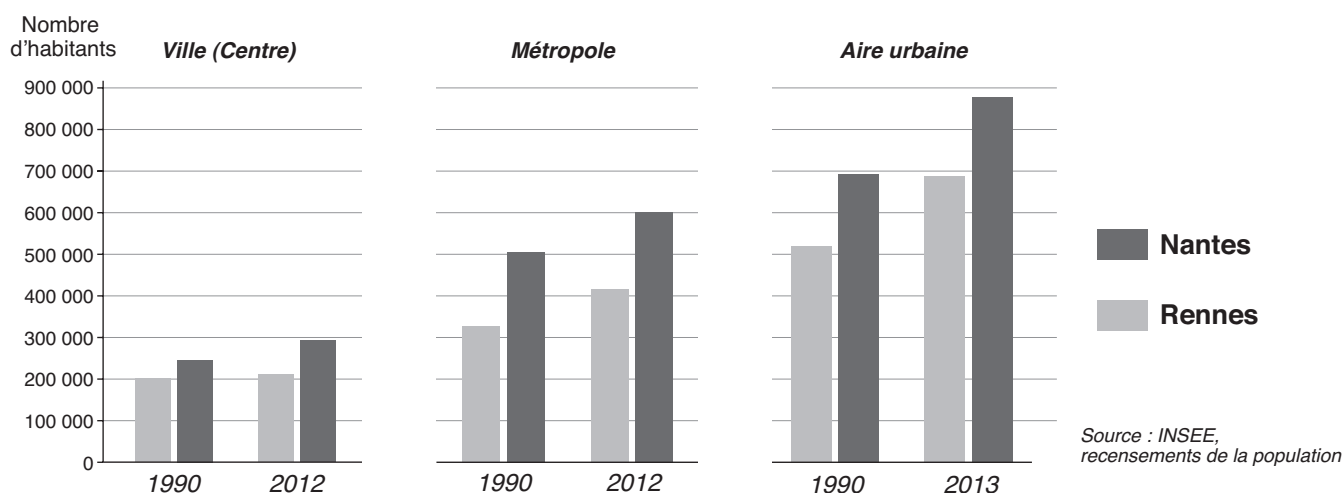 Nombre
d'habitants
Ville (Centre)
Métropole
Aire urbaine
900 000
800 000
700 000
600 000
500 000
400 000
300 000
200 000
100 000
0
1990 2012
1990 2012
1990 2013
Nantes
Rennes
Source : INSEE,
recensements de la population